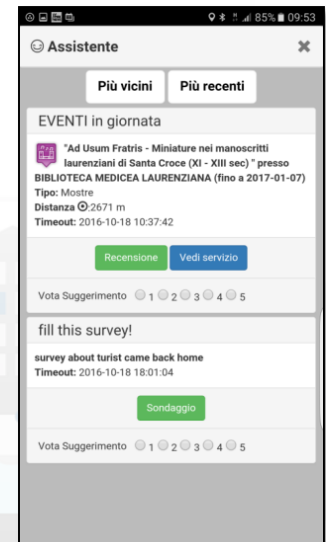 85% 09:53
Assistente ✖
Più vicini Più recenti
EVENTI in giornata
"Ad Usum Fratris - Miniature nei manoscritti
laurenziani di Santa Croce (XI - XIII sec) " presso
BIBLIOTECA MEDICEA LAURENZIANA (fino a 2017-01-07)
Tipo: Mostre
Distanza :2671 m
Timeout: 2016-10-18 10:37:42
Recensione Vedi servizio
Vota Suggerimento 1 2 3 4 5
fill this survey!
survey about turist came back home
Timeout: 2016-10-18 18:01:04
Sondaggio
Vota Suggerimento 1 2 3 4 5